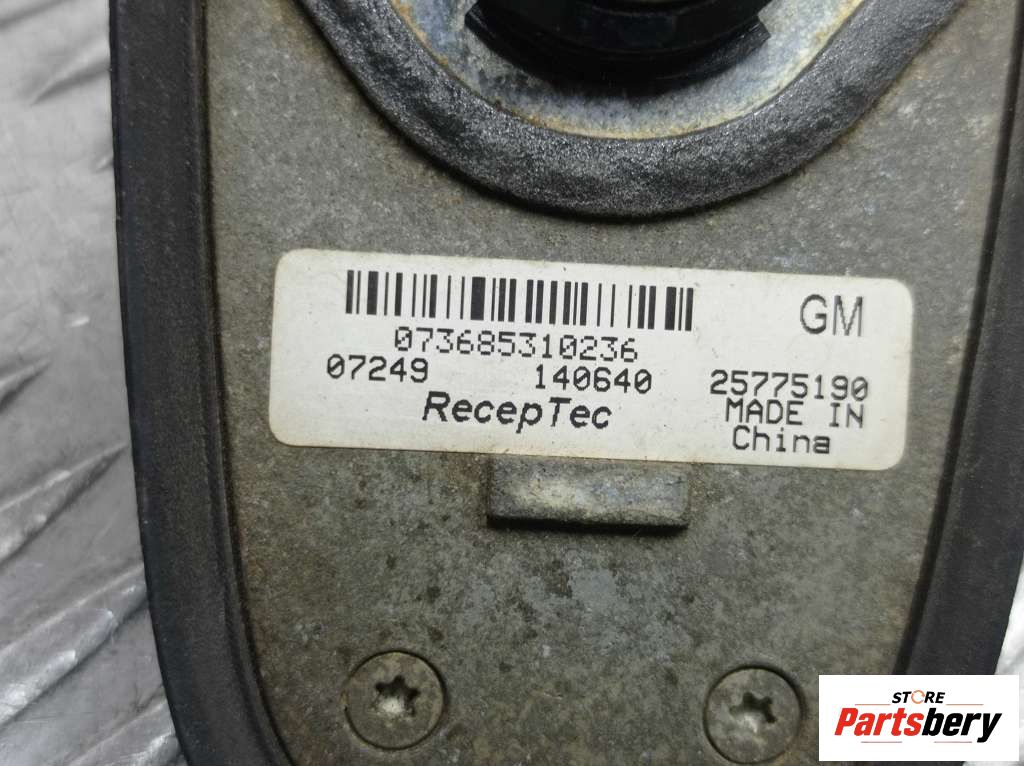 GM
073685310236
07249 140640 25775190
RecepTec MADE IN
China
STORE
Partsbery